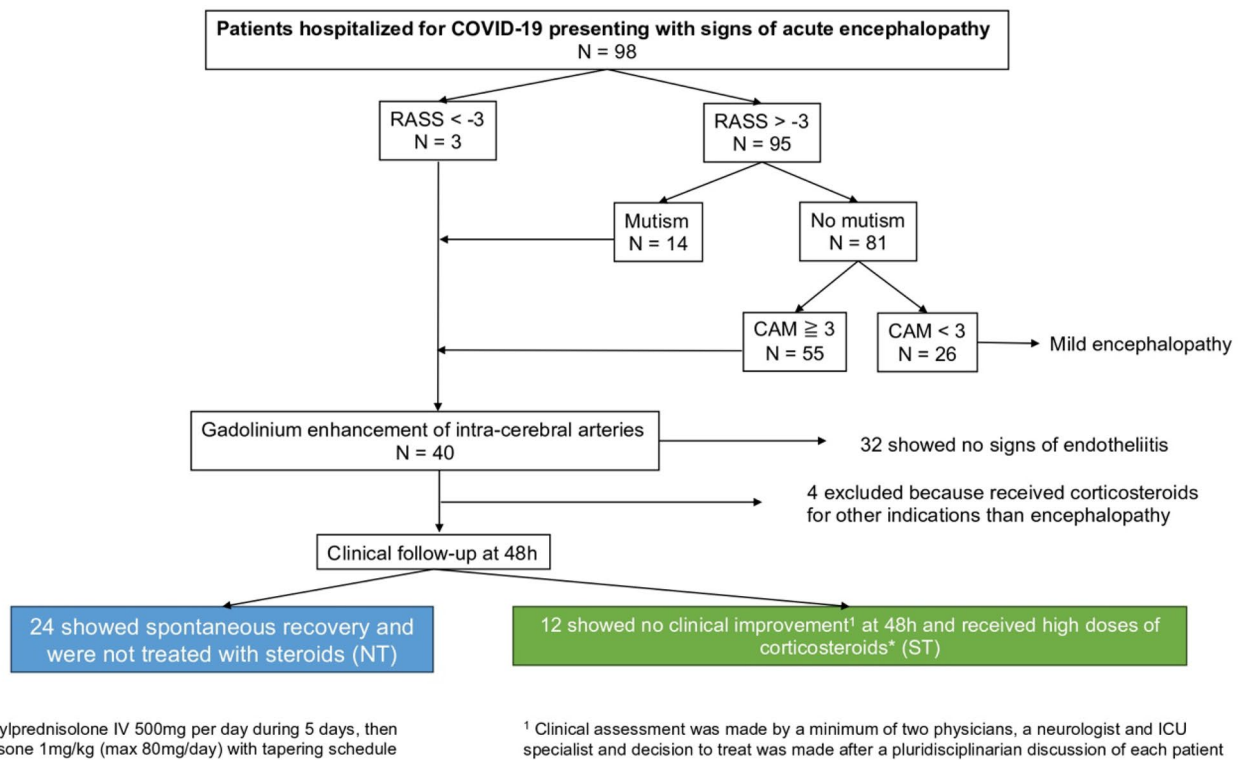 Patients hospitalized for COVID-19 presenting with signs of acute encephalopathy
N = 98
RASS < -3
N = 3
RASS > -3
N = 95
Mutism
N = 14
No mutism
N = 81
CAM ≧ 3
N = 55
CAM < 3
N = 26
Mild encephalopathy
Gadolinium enhancement of intra-cerebral arteries
N = 40
32 showed no signs of endotheliitis
4 excluded because received corticosteroids
for other indications than encephalopathy
Clinical follow-up at 48h
24 showed spontaneous recovery and
were not treated with steroids (NT)
12 showed no clinical improvement¹ at 48h and received high doses of
corticosteroids* (ST)
ylprednisolone IV 500mg per day during 5 days, then
sone 1mg/kg (max 80mg/day) with tapering schedule
¹ Clinical assessment was made by a minimum of two physicians, a neurologist and ICU
specialist and decision to treat was made after a pluridisciplinarian discussion of each patient